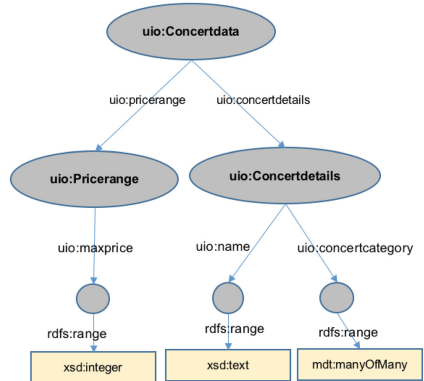 uio:Concertdata
uio:pricerange
uio:concertdetails
uio:Pricerange
uio:Concertdetails
uio:maxprice
uio:name
uio:concertcategory
rdfs:range
rdfs:range
rdfs:range
xsd:integer
xsd:text
mdt:manyOfMany